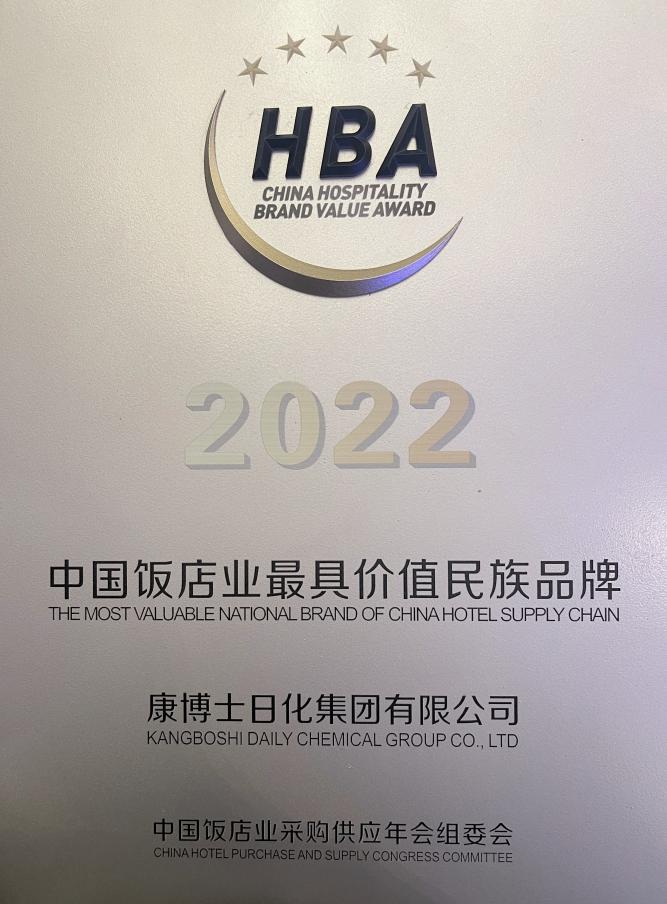 HBA
CHINA HOSPITALITY
BRAND VALUE AWARD
2022
中国饭店业最具价值民族品牌
THE MOST VALUABLE NATIONAL BRAND OF CHINA HOTEL SUPPLY CHAIN
康博士日化集团有限公司
KANGBOSHI DAILY CHEMICAL GROUP CO., LTD
中国饭店业采购供应年会组委会
CHINA HOTEL PURCHASE AND SUPPLY CONGRESS COMMITTEE